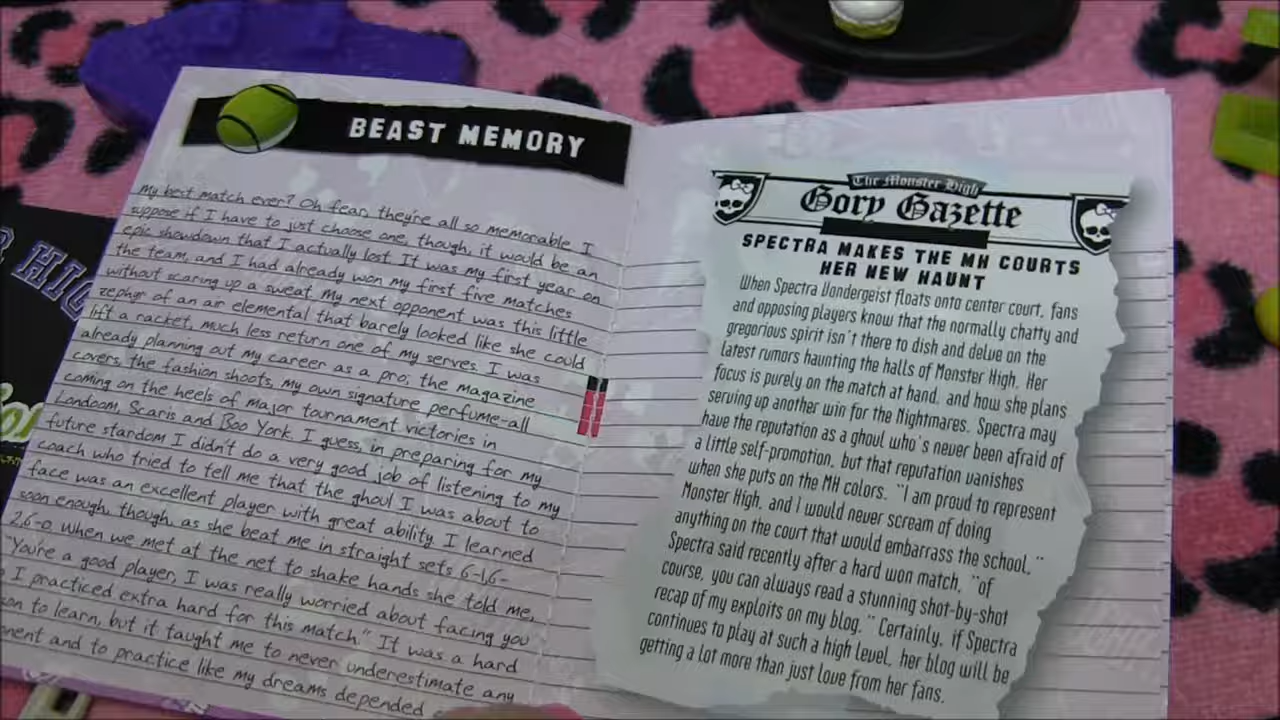 BEAST MEMORY
My best match ever? Oh fear, they're all so memorable I
suppose if I have to just choose one, though, it would be an
epic showdown that I actually lost. It was my first year on
the team, and I had already won my first five matches
without scaring up a sweat. My next opponent was this little
zephyr of an air elemental that barely looked like she could
lift a racket, much less return one of my serves. I was
already planning out my career as a pro; the magazine
covers, the fashion shoots, my own signature perfume-all
coming on the heels of major tournament victories in
Londoom, Scaris and Boo York. I guess, in preparing for my
future stardom I didn't do a very good job of listening to my
coach who tried to tell me that the ghoul I was about to
face was an excellent player with great ability. I learned
soon enough, though, as she beat me in straight sets 6-1,6-
2,6-0. When we met at the net to shake hands she told me,
"You're a good player, I was really worried about facing you
I practiced extra hard for this match." It was a hard
to learn, but it taught me to never underestimate any
and to practice like my dreams depended
The Monster High
Gory Gazette
SPECTRA MAKES THE MH COURTS
HER NEW HAUNT
When Spectra Vondergeist floats onto center court, fans
and opposing players know that the normally chatty and
gregorious spirit isn't there to dish and delve on the
latest rumors haunting the halls of Monster High. Her
focus is purely on the match at hand, and how she plans
serving up another win for the Nightmares. Spectra may
have the reputation as a ghoul who's never been afraid of
a little self-promotion, but that reputation vanishes
when she puts on the MH colors. "I am proud to represent
Monster High, and I would never scream of doing
anything on the court that would embarrass the school,"
Spectra said recently after a hard won match, "of
course, you can always read a stunning shot-by-shot
recap of my exploits on my blog." Certainly, if Spectra
continues to play at such a high level, her blog will be
getting a lot more than just love from her fans.